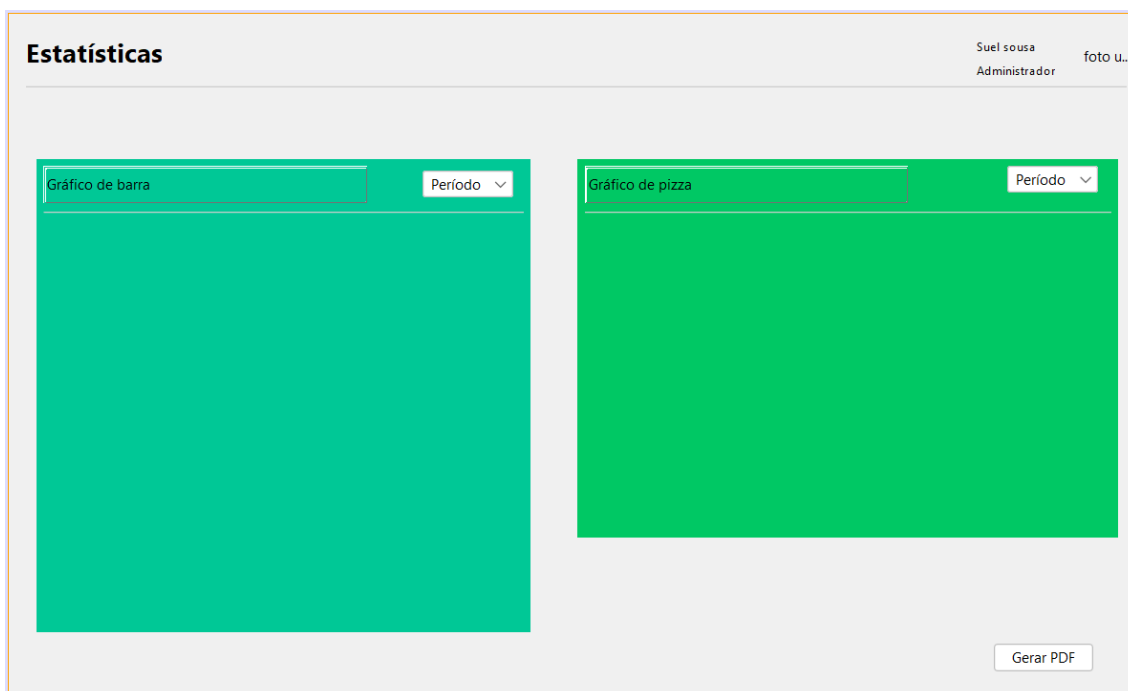 Estatísticas
Suel sousa
Administrador
foto u..
Gráfico de barra
Período
Gráfico de pizza
Período
Gerar PDF